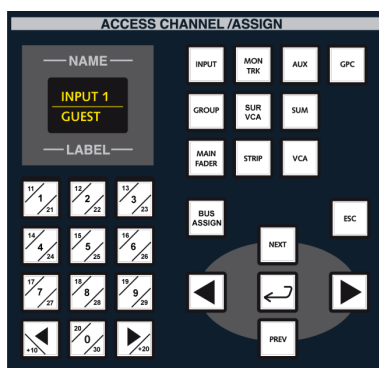 ACCESS CHANNEL /ASSIGN
NAME
INPUT 1
GUEST
LABEL
INPUT
MON
TRK
AUX
GPC
GROUP
SUR
VCA
SUM
MAIN
FADER
STRIP
VCA
BUS
ASSIGN
ESC
NEXT
PREV
11
1
21
12
2
22
13
3
23
14
4
24
15
5
25
16
6
26
17
7
27
18
8
28
19
9
29
+10
20
0
30
+20